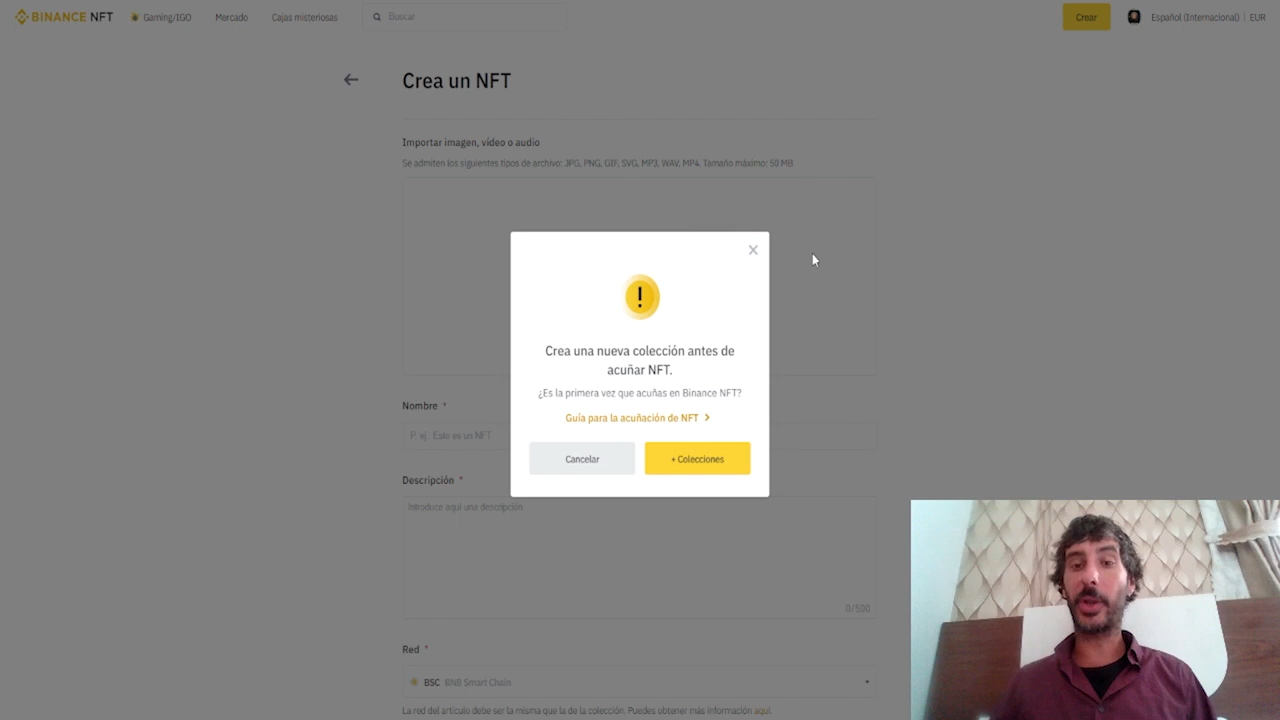 BINANCE NFT
Gaming/IGO
Mercado
Cajas misteriosas
Buscar
Crear
Español (Internacional) | EUR
Crea un NFT
Importar imagen, vídeo o audio
Se admiten los siguientes tipos de archivo: JPG, PNG, GIF, SVG, MP3, WAV, MP4. Tamaño máximo: 50 MB.
!
Crea una nueva colección antes de
acuñar NFT.
¿Es la primera vez que acuñas en Binance NFT?
Guía para la acuñación de NFT >
Cancelar
+ Colecciones
Nombre *
P. ej.: Este es un NFT
Descripción *
Introduce aquí una descripción
0/500
Red *
BSC BNB Smart Chain
La red del artículo debe ser la misma que la de la colección. Puedes obtener más información aquí.